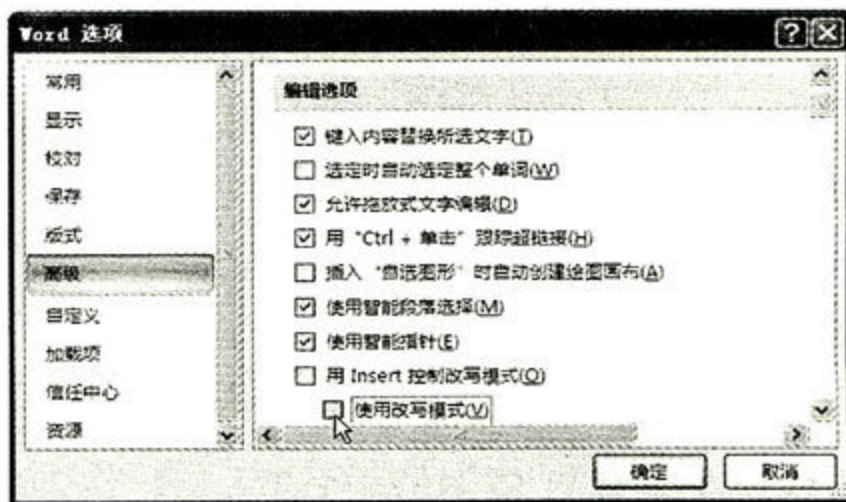 Word 选项
常用
显示
校对
保存
版式
高级
自定义
加载项
信任中心
资源
编辑选项
键入内容替换所选文字(T)
选定时自动选定整个单词(W)
允许拖放式文字编辑(D)
用 "Ctrl + 单击" 跟踪超链接(H)
插入 "自选图形" 时自动创建绘图画布(A)
使用智能段落选择(M)
使用智能指针(E)
用 Insert 控制改写模式(O)
使用改写模式(V)
确定
取消